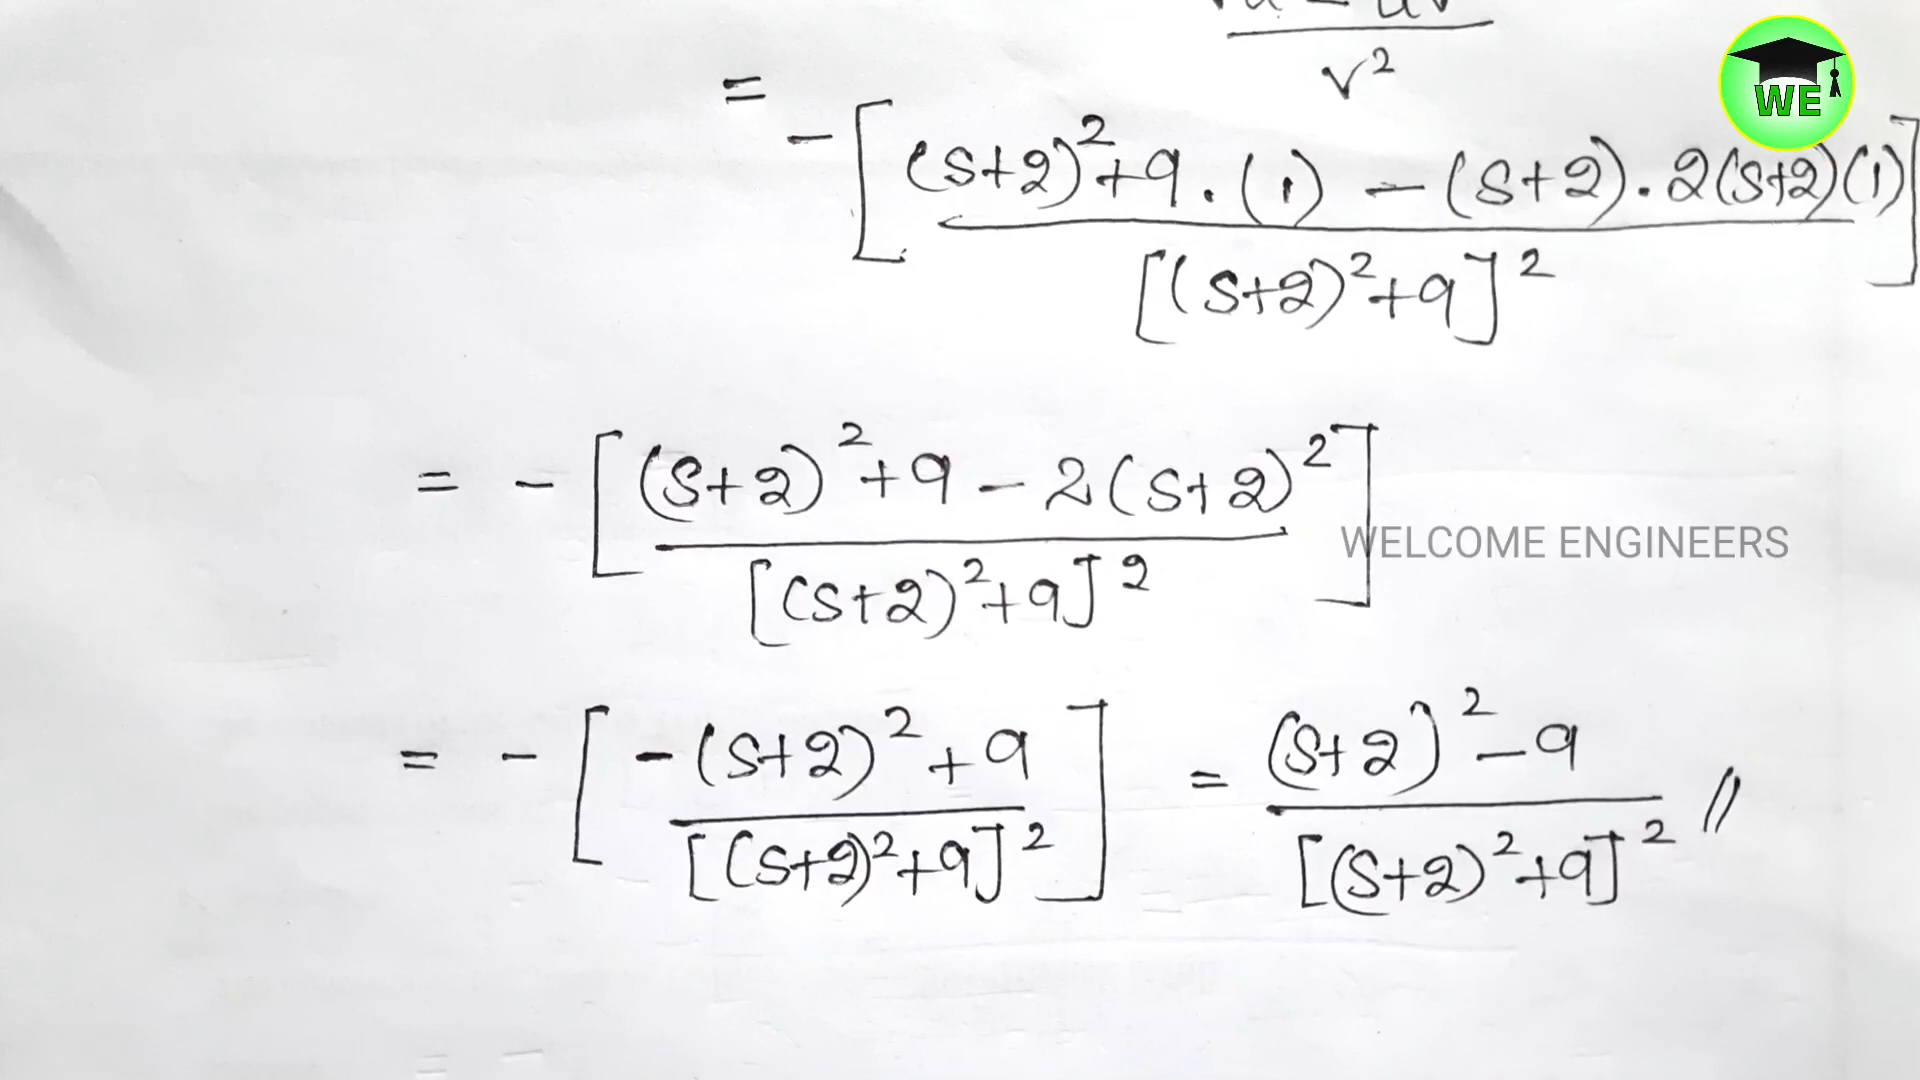 v²
WE
=
- [ (s+2)²+9 . (1) - (s+2) . 2(s+2)(1) ]
[(s+2)²+9]²
= - [ (s+2)²+9 - 2(s+2)² ]
WELCOME ENGINEERS
[(s+2)²+9]²
= - [ -(s+2)²+9 ] = (s+2)²-9 //
[(s+2)²+9]² [(s+2)²+9]²